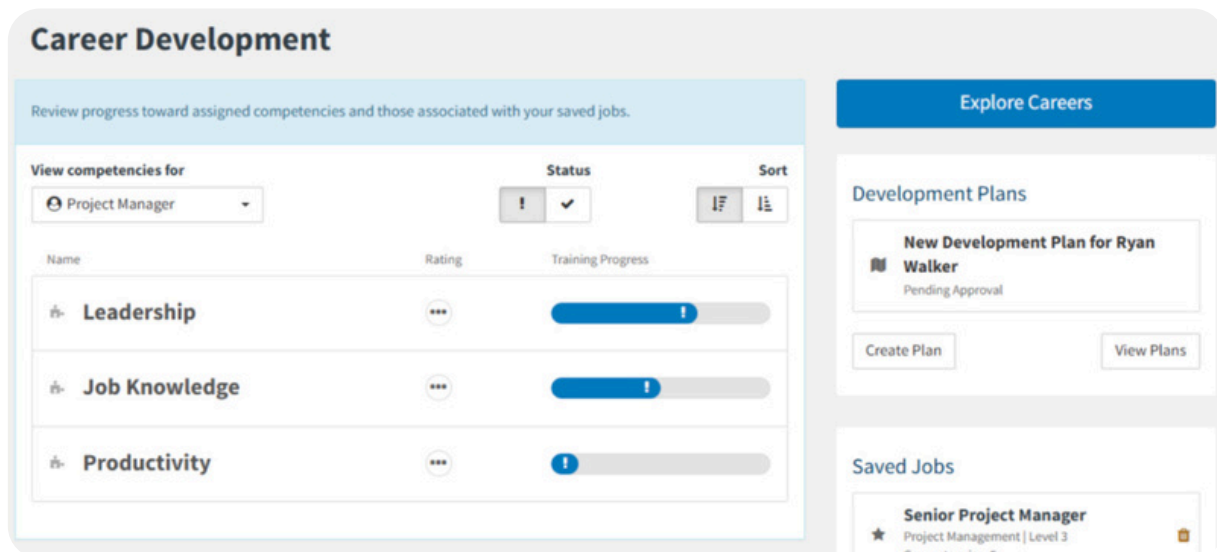 Career Development
Review progress toward assigned competencies and those associated with your saved jobs.
View competencies for
Status
Sort
Project Manager
Name
Rating
Training Progress
Leadership
Job Knowledge
Productivity
Explore Careers
Development Plans
New Development Plan for Ryan
Walker
Pending Approval
Create Plan
View Plans
Saved Jobs
Senior Project Manager
Project Management | Level 3